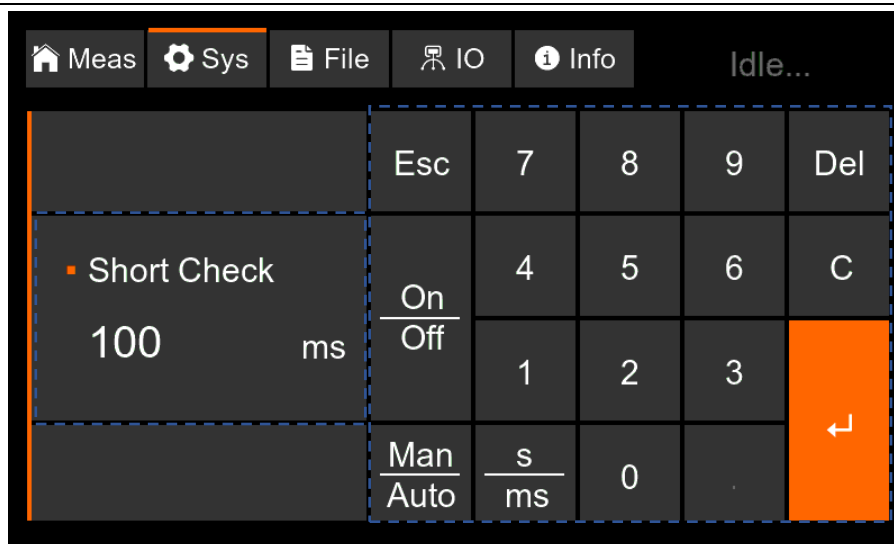 Meas Sys File IO Info Idle...
Esc 7 8 9 Del
Short Check
100 ms
On
Off
4 5 6 C
1 2 3
Man
Auto
s
ms
0 .